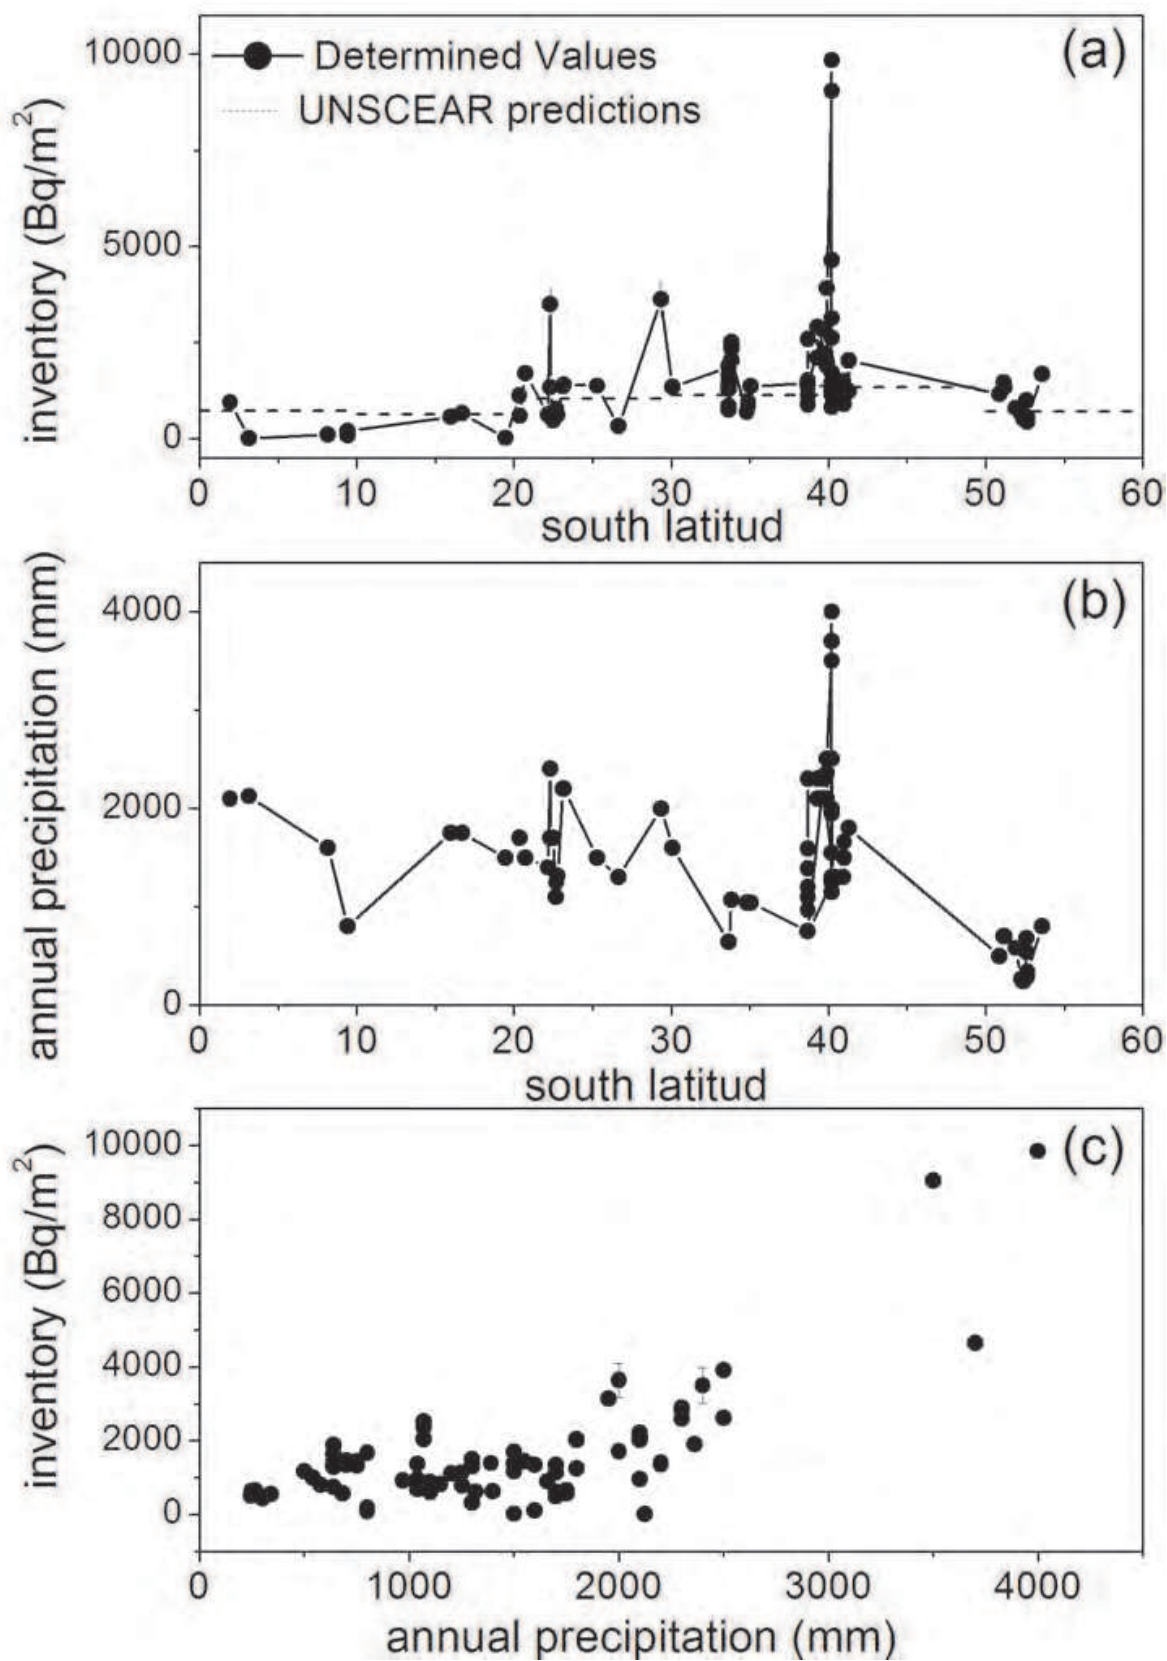 (a)
10000
Determined Values
UNSCEAR predictions
inventory (Bq/m²)
5000
0
0 10 20 30 40 50 60
south latitud
(b)
annual precipitation (mm)
4000
2000
0
0 10 20 30 40 50 60
south latitud
(c)
inventory (Bq/m²)
10000
8000
6000
4000
2000
0
0 1000 2000 3000 4000
annual precipitation (mm)